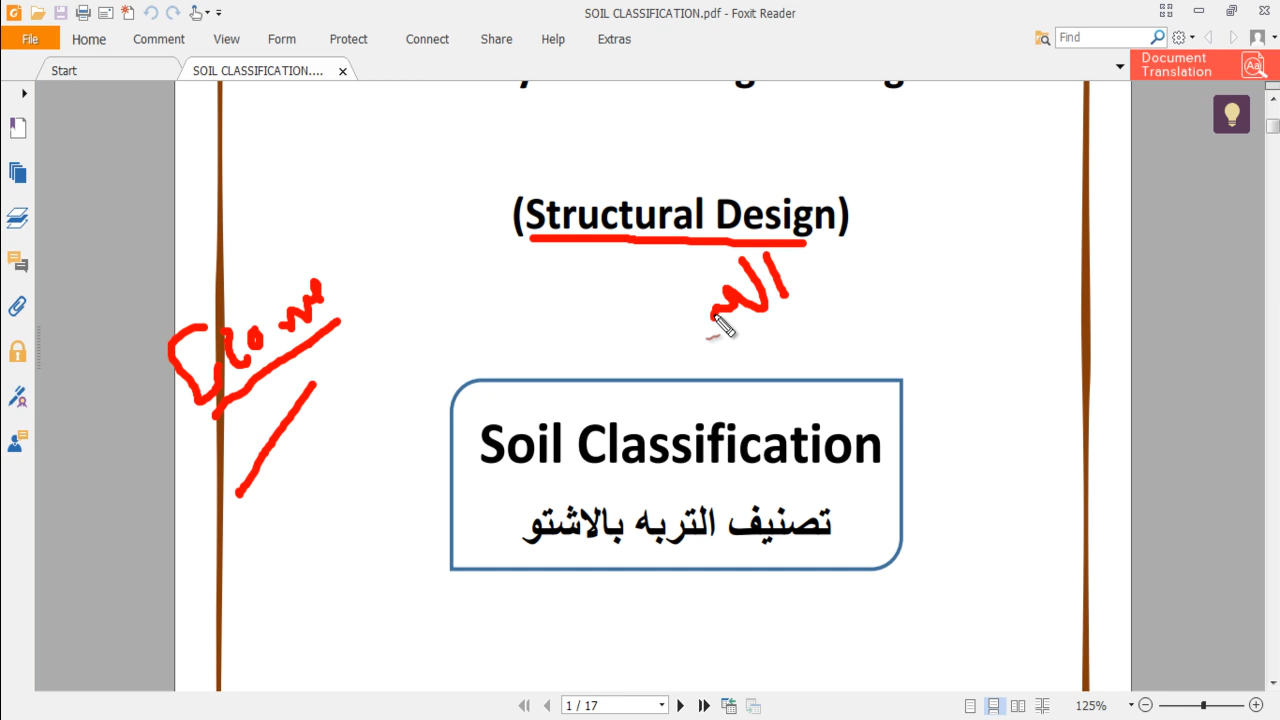 SOIL CLASSIFICATION.pdf - Foxit Reader
File Home Comment View Form Protect Connect Share Help Extras
Find
Start
SOIL CLASSIFICATION....
Document
Translation
(Structural Design)
Soil Classification
تصنيف التربه بالاشتو
1 / 17
125%